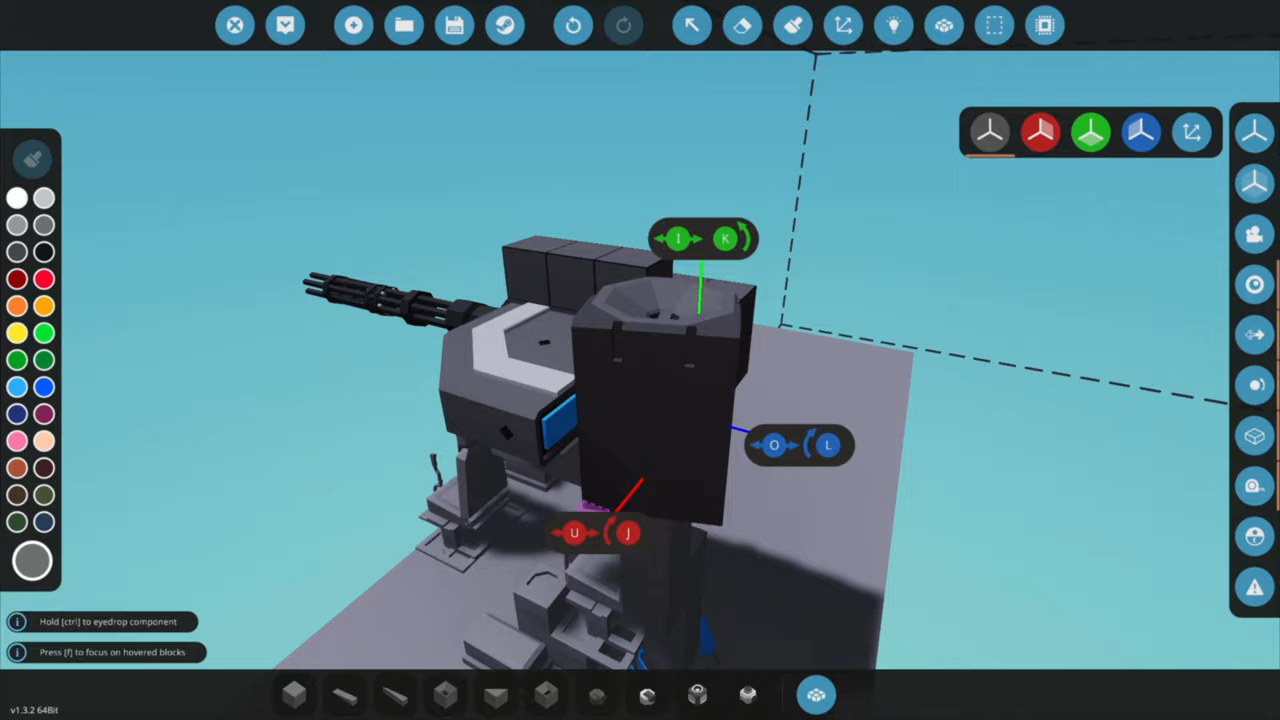 I K
O L
U J
Hold [ctrl] to eyedrop component
Press [f] to focus on hovered blocks
v1.3.2 64Bit